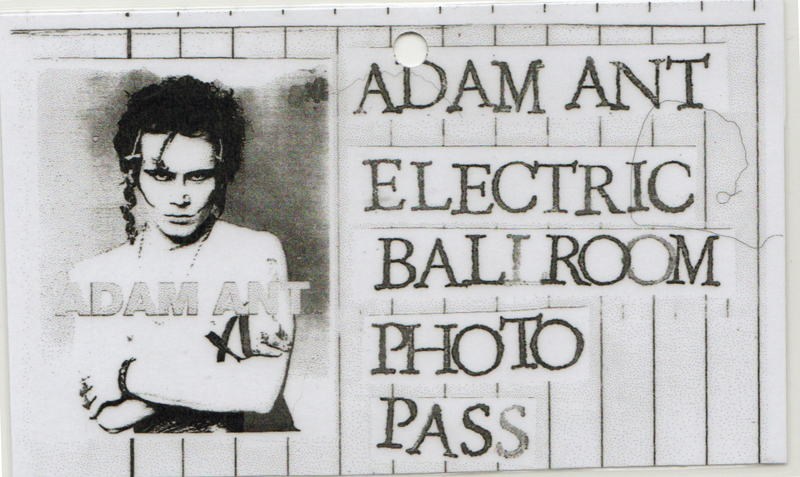 ADAM ANT
ADAM ANT
ELECTRIC
BALLROOM
PHOTO
PASS